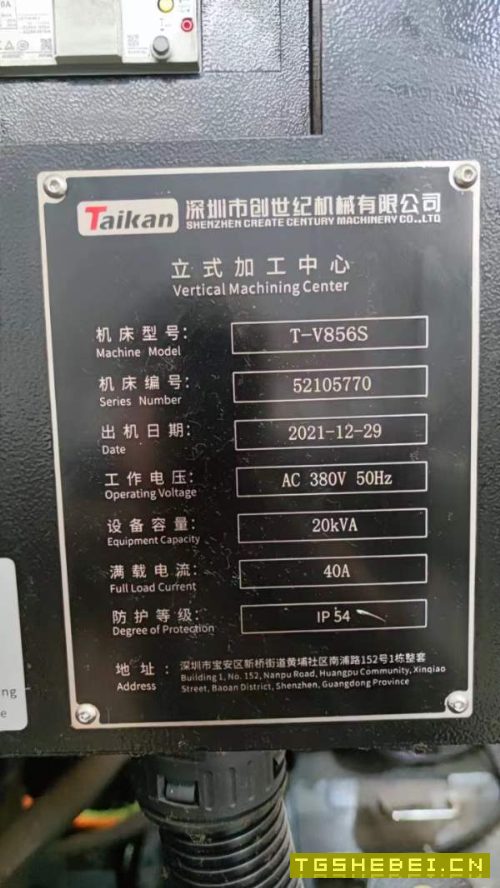 Taikan 深圳市创世纪机械有限公司
SHENZHEN CREATE CENTURY MACHINERY CO.,LTD
立式加工中心
Vertical Machining Center
机床型号: T-V856S
Machine Model
机床编号: 52105770
Series Number
出机日期: 2021-12-29
Date
工作电压: AC 380V 50Hz
Operating Voltage
设备容量: 20kVA
Equipment Capacity
满载电流: 40A
Full Load Current
防护等级: IP 54
Degree of Protection
地址: 深圳市宝安区新桥街道黄埔社区南浦路152号1栋整套
Address Building 1, No. 152, Nanpu Road, Huangpu Community, Xinqiao
Street, Baoan District, Shenzhen, Guangdong Province
TGSHEBEI.CN